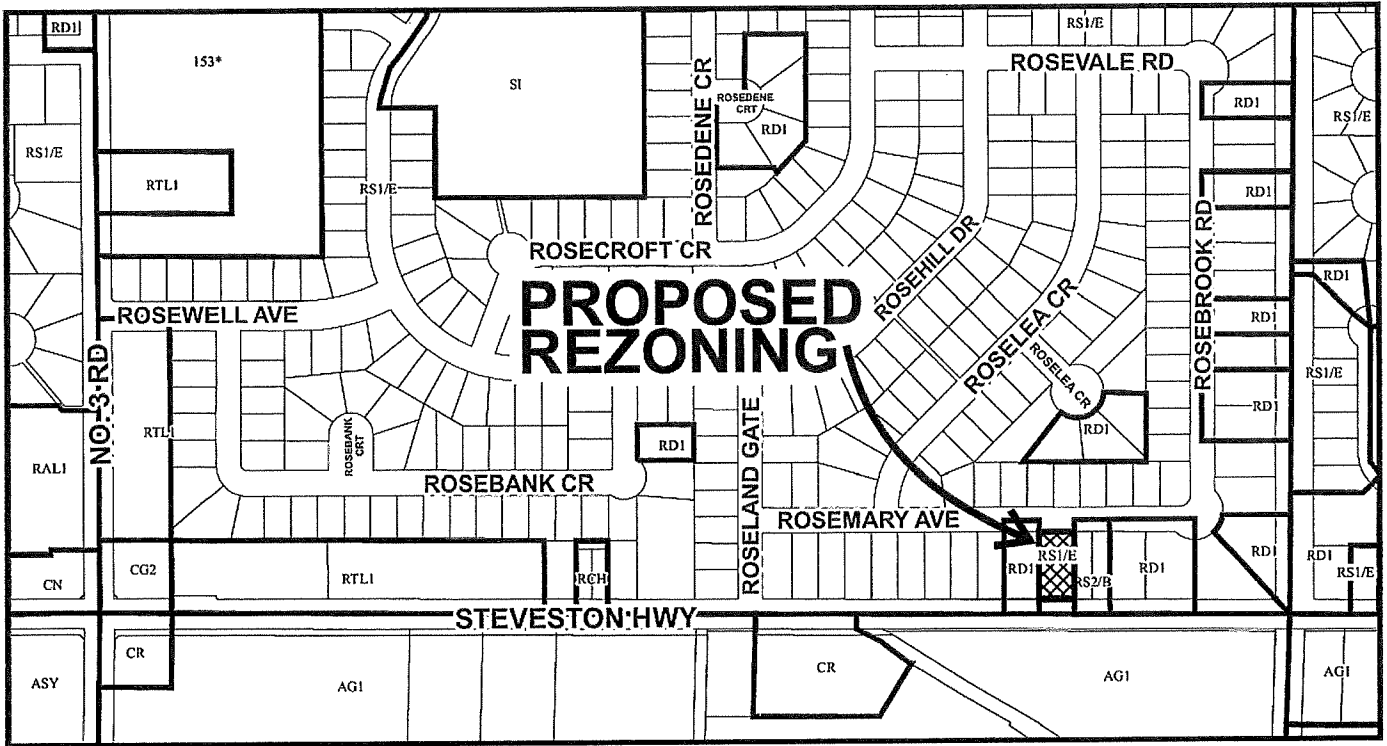 RD1
153*
SI
RS1/E
ROSEVALE RD
ROSEDENE CR
ROSEDENE
CRT
RD1
RD1
RS1/E
RS1/E
RTL1
RS1/E
RD1
ROSECROFT CR
ROSEHILL DR
ROSEBROOK RD
RD1
PROPOSED
REZONING
ROSEWELL AVE
RD1
NO. 3 RD
ROSELEA CR
ROSELEA CR
RS1/E
RD1
RTL1
ROSEBANK
CRT
RD1
ROSELAND GATE
RD1
RAL1
ROSEBANK CR
ROSEMARY AVE
CN
CG2
RTL1
RCH
RD1
RS1/E
RS2/B
RD1
RD1
RD1
RS1/E
STEVESTON HWY
ASY
CR
AG1
CR
AG1
AG1